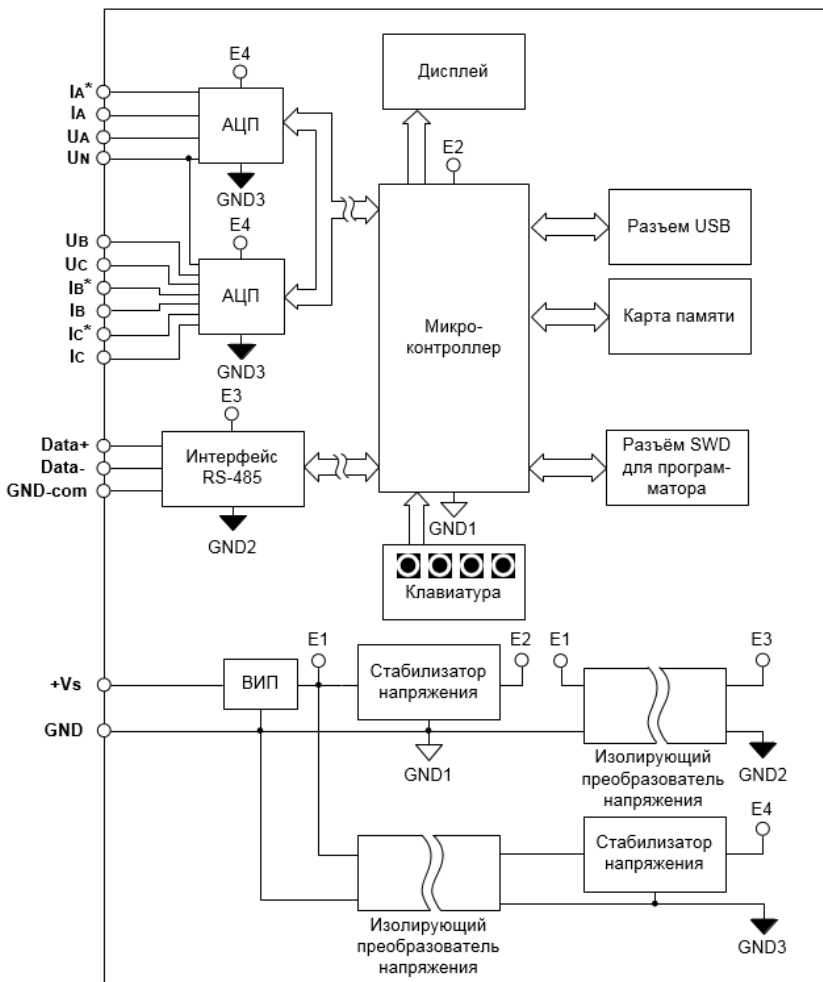 E4
IA*
IA
UA
UN
АЦП
GND3
Дисплей
E2
E4
UB
UC
IB*
IB
IC*
IC
АЦП
GND3
Микро-
контроллер
Разъем USB
Карта памяти
E3
Data+
Data-
GND-com
Интерфейс
RS-485
GND2
Разъём SWD
для програм-
матора
GND1
Клавиатура
+Vs
GND
ВИП
E1
Стабилизатор
напряжения
E2
GND1
E1
E3
Изолирующий
преобразователь
напряжения
GND2
E4
Стабилизатор
напряжения
Изолирующий
преобразователь
напряжения
GND3